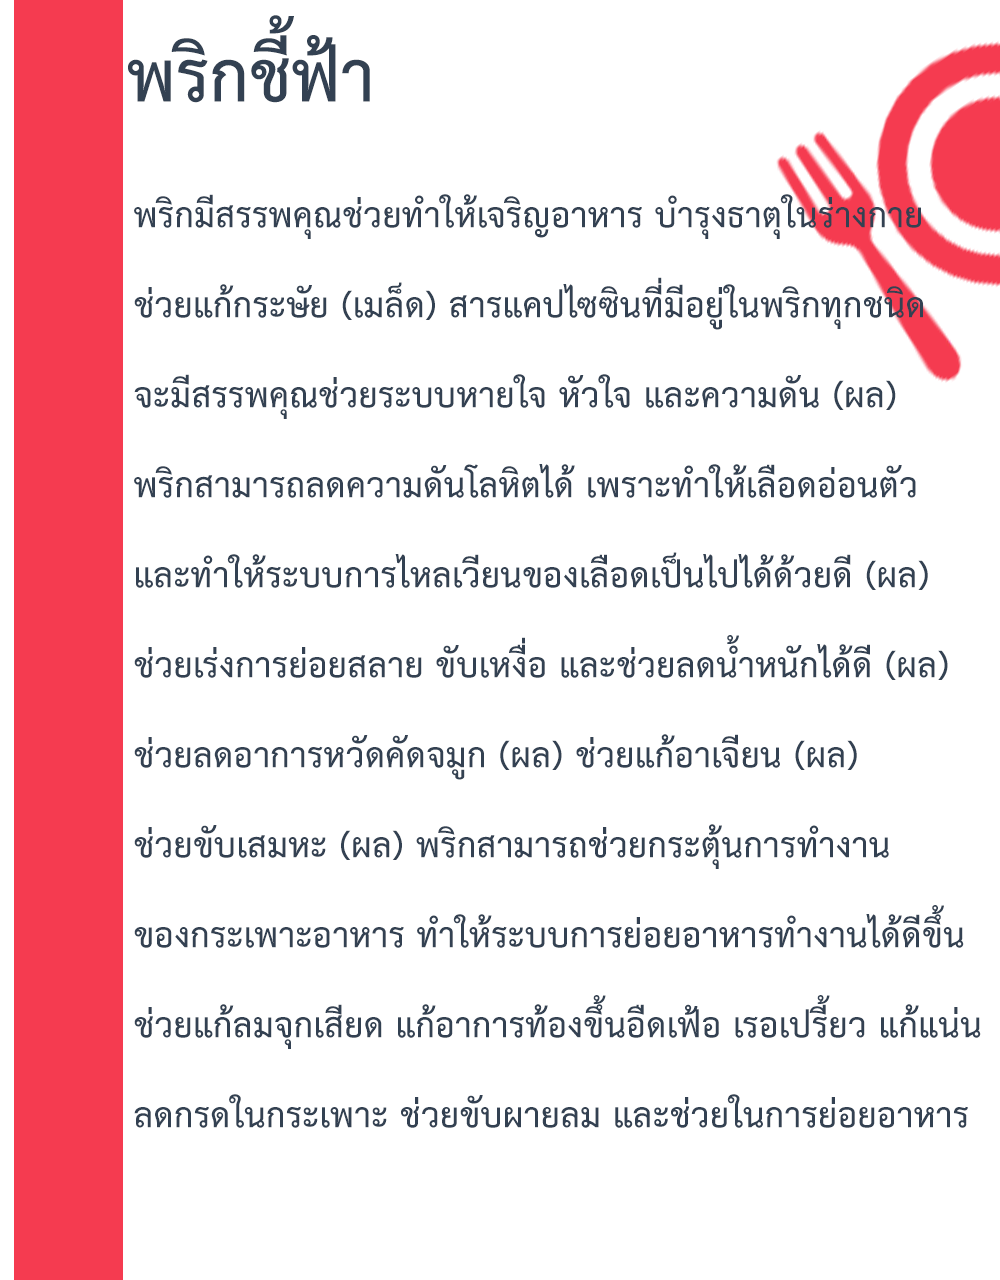 พริกชี้ฟ้า
พริกมีสรรพคุณช่วยทำให้เจริญอาหาร บำรุงธาตุในร่างกาย
ช่วยแก้กระษัย (เมล็ด) สารแคปไซซินที่มีอยู่ในพริกทุกชนิด
จะมีสรรพคุณช่วยระบบหายใจ หัวใจ และความดัน (ผล)
พริกสามารถลดความดันโลหิตได้ เพราะทำให้เลือดอ่อนตัว
และทำให้ระบบการไหลเวียนของเลือดเป็นไปได้ด้วยดี (ผล)
ช่วยเร่งการย่อยสลาย ขับเหงื่อ และช่วยลดน้ำหนักได้ดี (ผล)
ช่วยลดอาการหวัดคัดจมูก (ผล) ช่วยแก้อาเจียน (ผล)
ช่วยขับเสมหะ (ผล) พริกสามารถช่วยกระตุ้นการทำงาน
ของกระเพาะอาหาร ทำให้ระบบการย่อยอาหารทำงานได้ดีขึ้น
ช่วยแก้ลมจุกเสียด แก้อาการท้องขึ้นอืดเฟ้อ เรอเปรี้ยว แก้แน่น
ลดกรดในกระเพาะ ช่วยขับผายลม และช่วยในการย่อยอาหาร